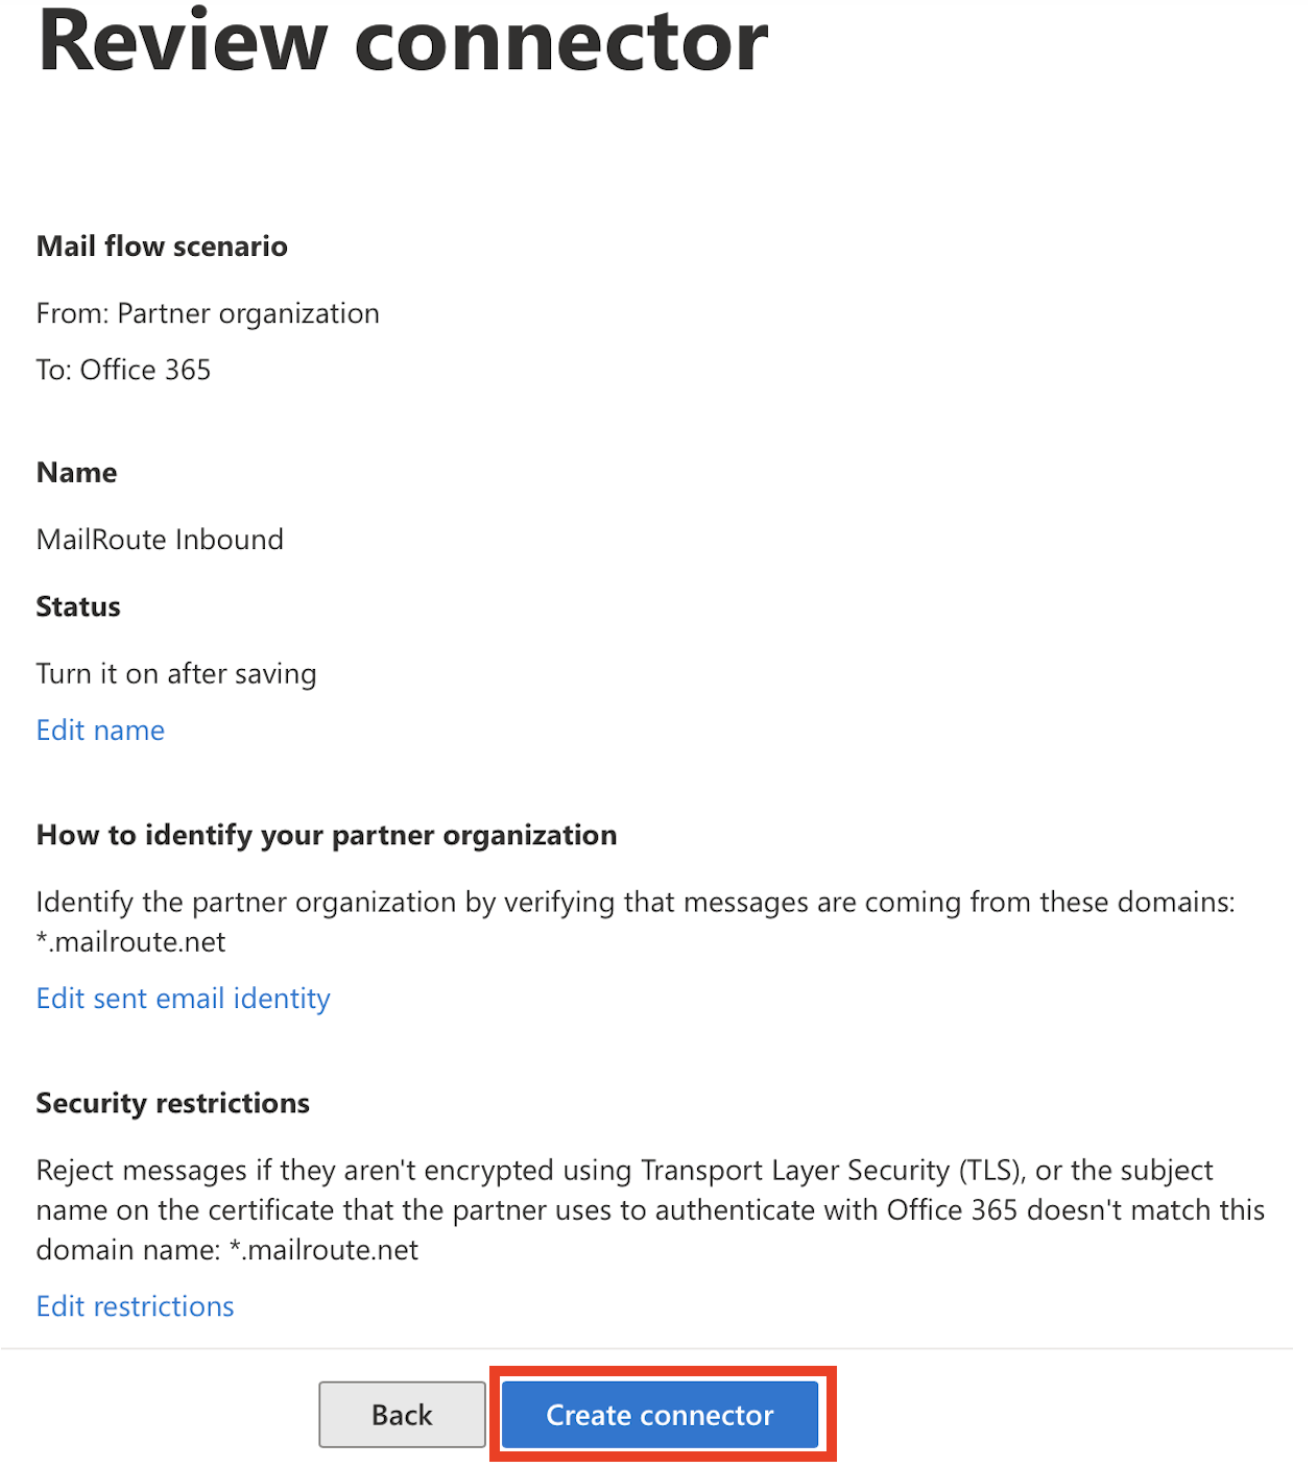 Review connector
Mail flow scenario
From: Partner organization
To: Office 365
Name
MailRoute Inbound
Status
Turn it on after saving
Edit name
How to identify your partner organization
Identify the partner organization by verifying that messages are coming from these domains:
*.mailroute.net
Edit sent email identity
Security restrictions
Reject messages if they aren't encrypted using Transport Layer Security (TLS), or the subject
name on the certificate that the partner uses to authenticate with Office 365 doesn't match this
domain name: *.mailroute.net
Edit restrictions
Back
Create connector